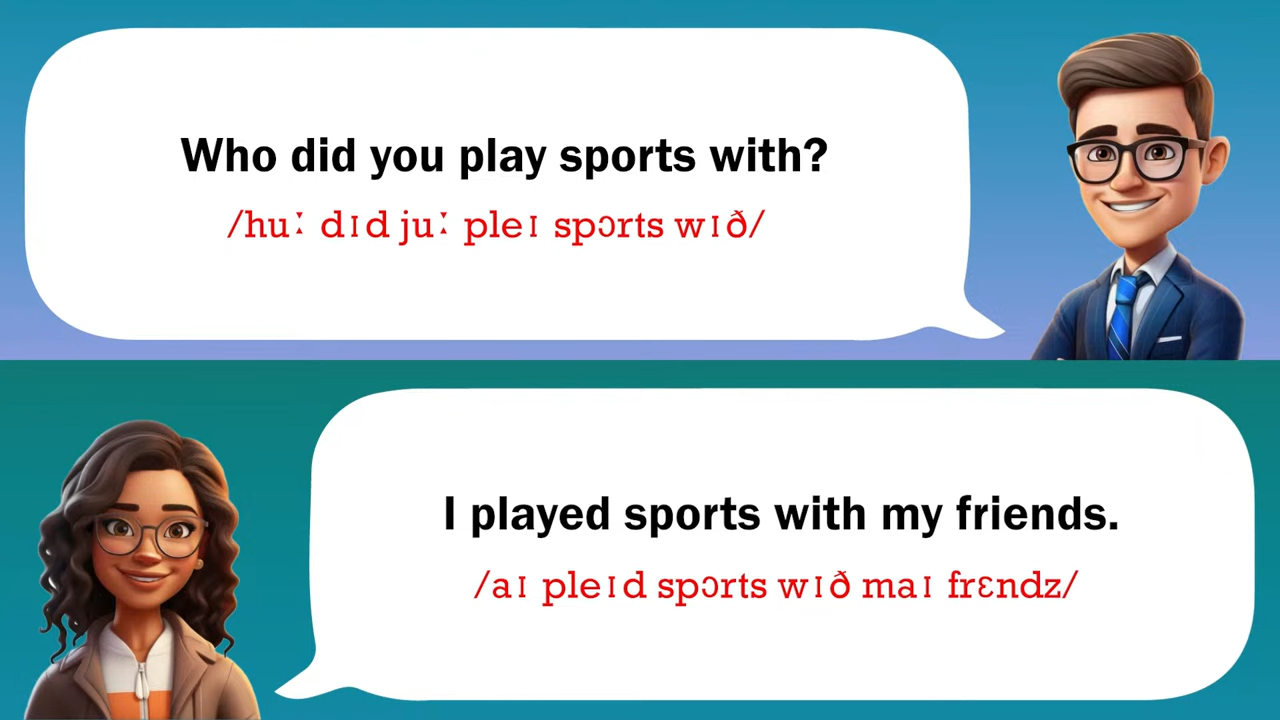 Who did you play sports with?
/huː dɪd juː pleɪ spɔrts wɪð/
I played sports with my friends.
/aɪ pleɪd spɔrts wɪð maɪ frɛndz/